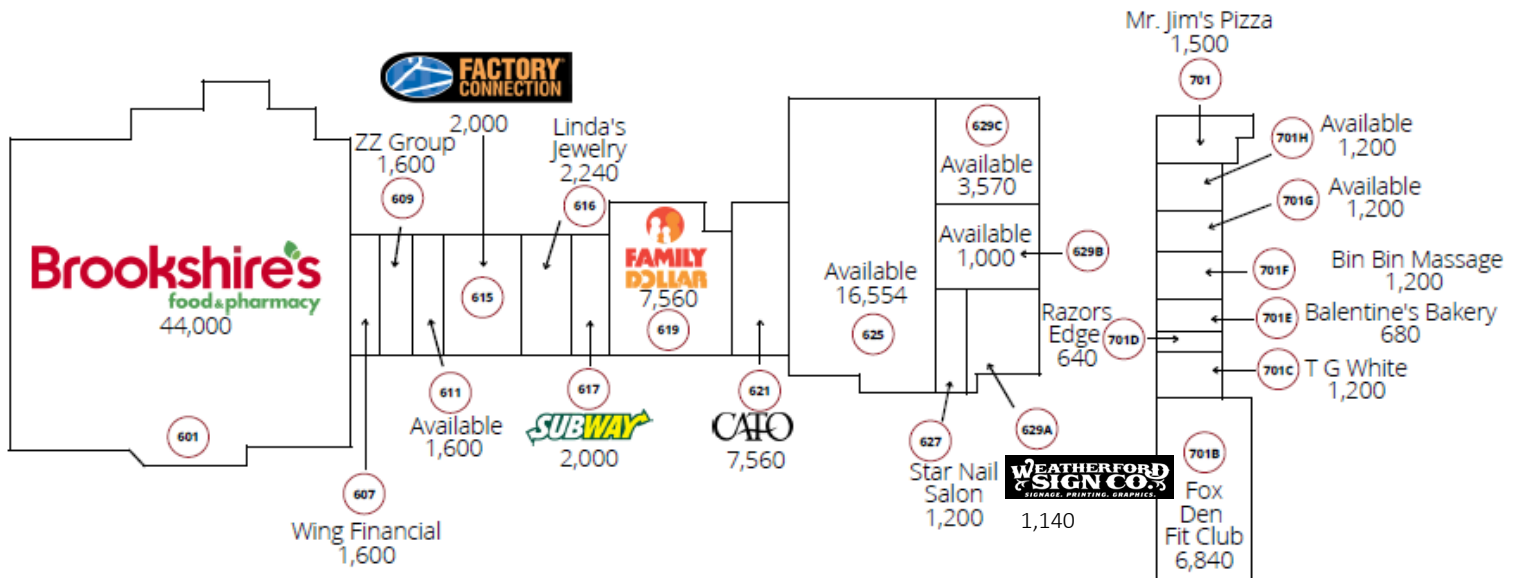 Brookshire's
food & pharmacy
44,000
601
607
Wing Financial
1,600
ZZ Group
1,600
609
611
Available
1,600
FACTORY
CONNECTION
2,000
615
Linda's
Jewelry
2,240
616
617
SUBWAY
2,000
FAMILY
DOLLAR
7,560
619
621
CATO
7,560
Available
16,554
625
627
Star Nail
Salon
1,200
629C
Available
3,570
Available
1,000
629B
629A
WEATHERFORD
SIGN CO.
SIGNAGE. PRINTING. GRAPHICS.
1,140
Mr. Jim's Pizza
1,500
701
701H
Available
1,200
701G
Available
1,200
701F
Bin Bin Massage
1,200
701E
Balentine's Bakery
680
Razors
Edge
640
701D
701C
T G White
1,200
701B
Fox
Den
Fit Club
6,840